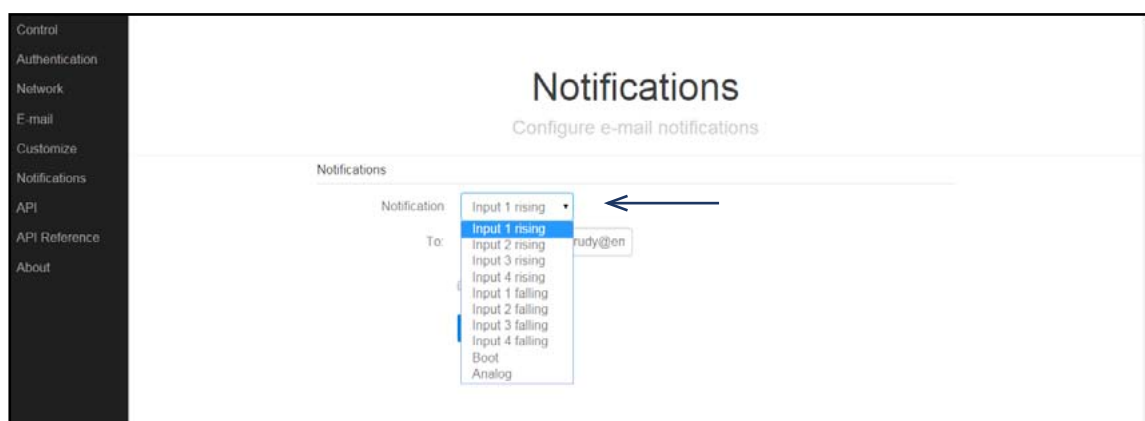 Control
Authentication
Network
E-mail
Customize
Notifications
API
API Reference
About
Notifications
Configure e-mail notifications
Notifications
Notification
Input 1 rising
Input 1 rising
Input 2 rising
Input 3 rising
Input 4 rising
Input 1 falling
Input 2 falling
Input 3 falling
Input 4 falling
Boot
Analog
To:
rudy@em